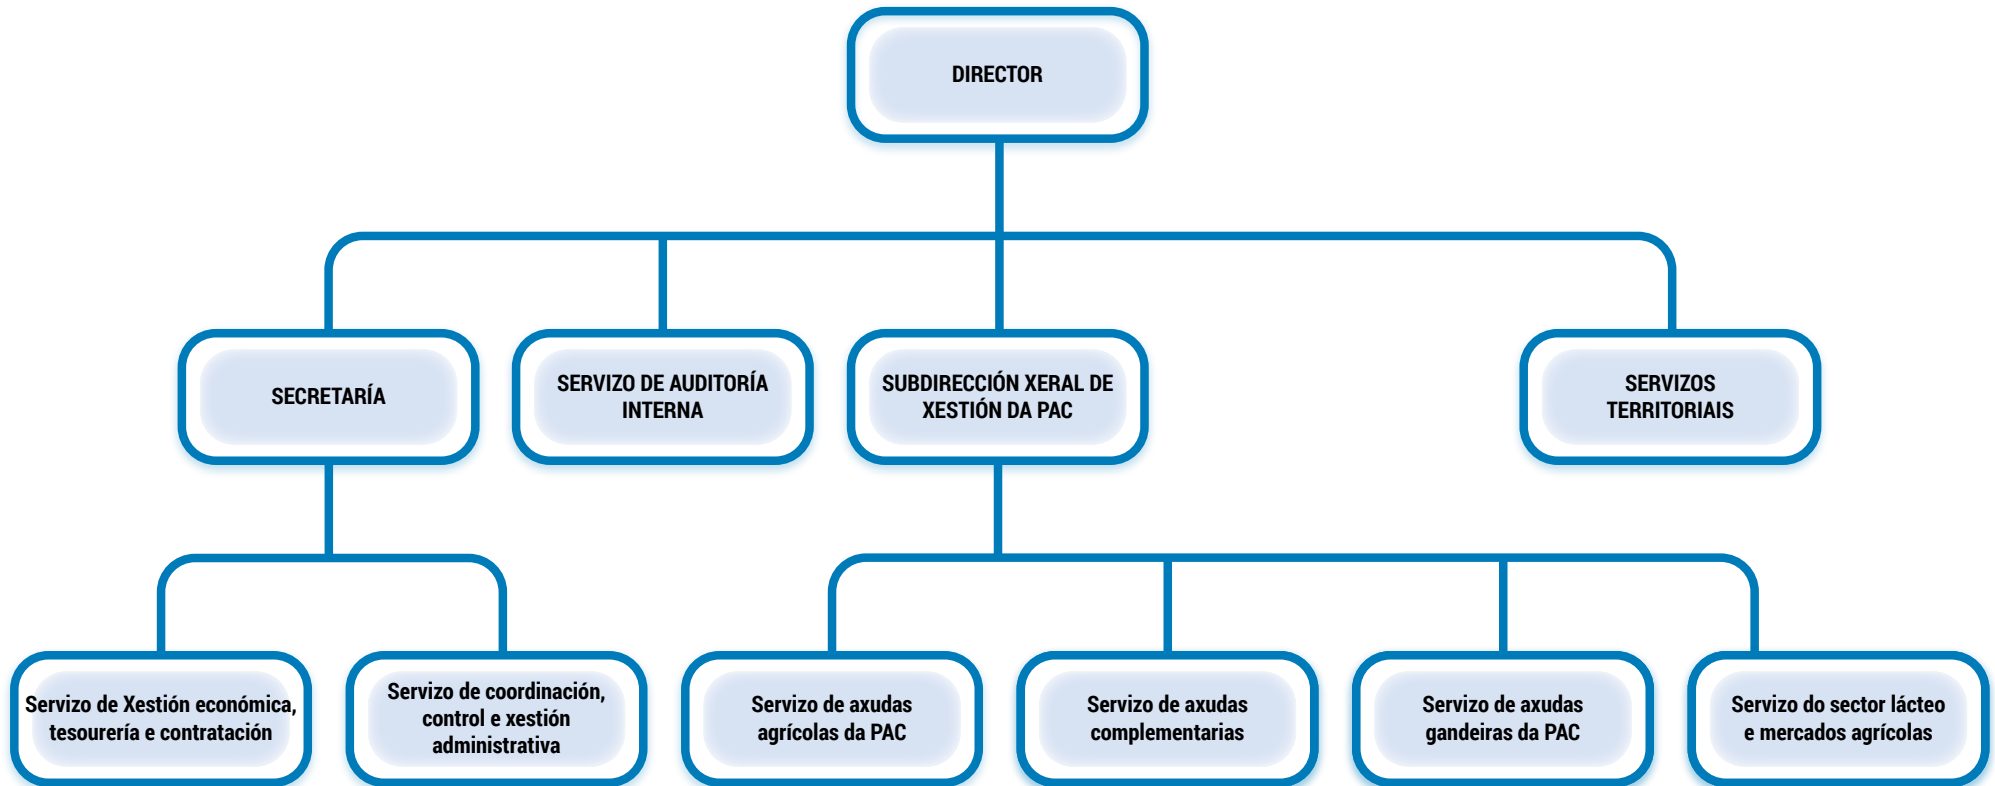 DIRECTOR
SECRETARÍA
SERVIZO DE AUDITORÍA
INTERNA
SUBDIRECCIÓN XERAL DE
XESTIÓN DA PAC
SERVIZOS
TERRITORIAIS
Servizo de Xestión económica,
tesourería e contratación
Servizo de coordinación,
control e xestión
administrativa
Servizo de axudas
agrícolas da PAC
Servizo de axudas
complementarias
Servizo de axudas
gandeiras da PAC
Servizo do sector lácteo
e mercados agrícolas